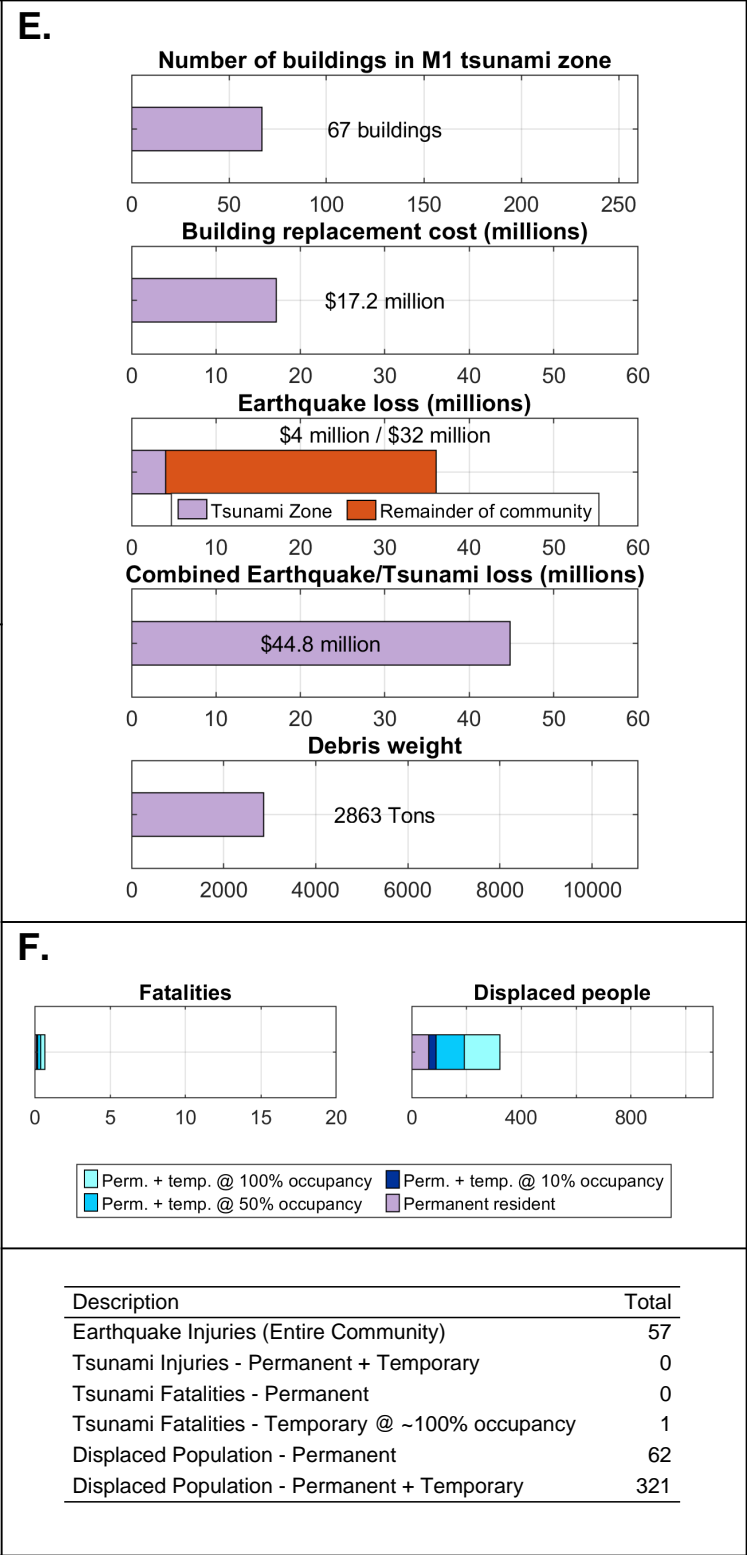 E.
Number of buildings in M1 tsunami zone
67 buildings
0 50 100 150 200 250
Building replacement cost (millions)
$17.2 million
0 10 20 30 40 50 60
Earthquake loss (millions)
$4 million / $32 million
Tsunami Zone Remainder of community
0 10 20 30 40 50 60
Combined Earthquake/Tsunami loss (millions)
$44.8 million
0 10 20 30 40 50 60
Debris weight
2863 Tons
0 2000 4000 6000 8000 10000
F.
Fatalities Displaced people
0 5 10 15 20 0 400 800
Perm. + temp. @ 100% occupancy Perm. + temp. @ 10% occupancy
Perm. + temp. @ 50% occupancy Permanent resident
Description Total
Earthquake Injuries (Entire Community) 57
Tsunami Injuries - Permanent + Temporary 0
Tsunami Fatalities - Permanent 0
Tsunami Fatalities - Temporary @ ~100% occupancy 1
Displaced Population - Permanent 62
Displaced Population - Permanent + Temporary 321